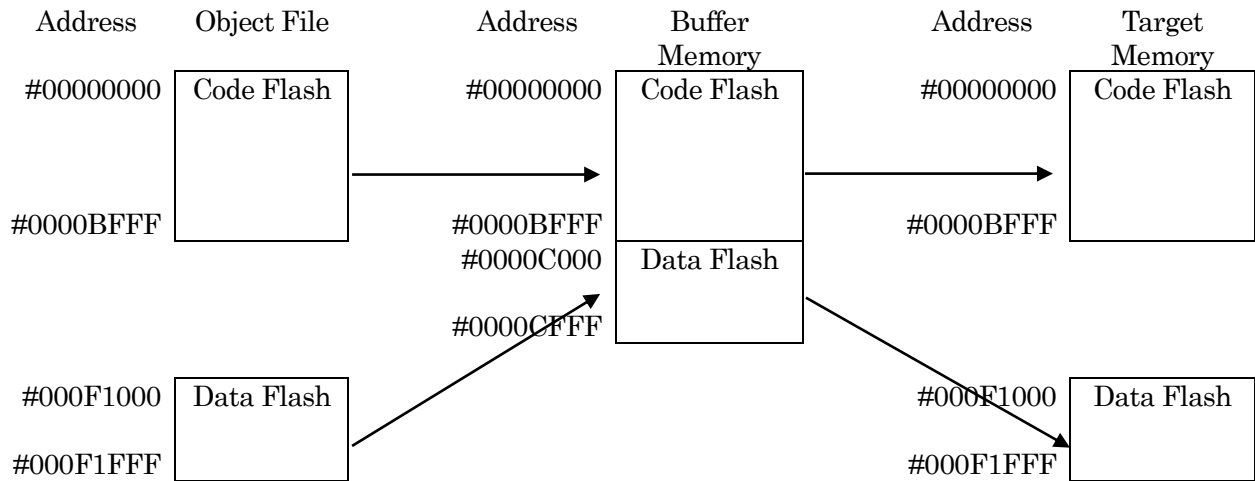 Address Object File Address Buffer Memory Address Target Memory
#00000000 Code Flash #00000000 Code Flash #00000000 Code Flash
#0000BFFF #0000BFFF #0000BFFF
#0000C000 Data Flash
#0000CFFF
#000F1000 Data Flash #000F1000 Data Flash
#000F1FFF #000F1FFF